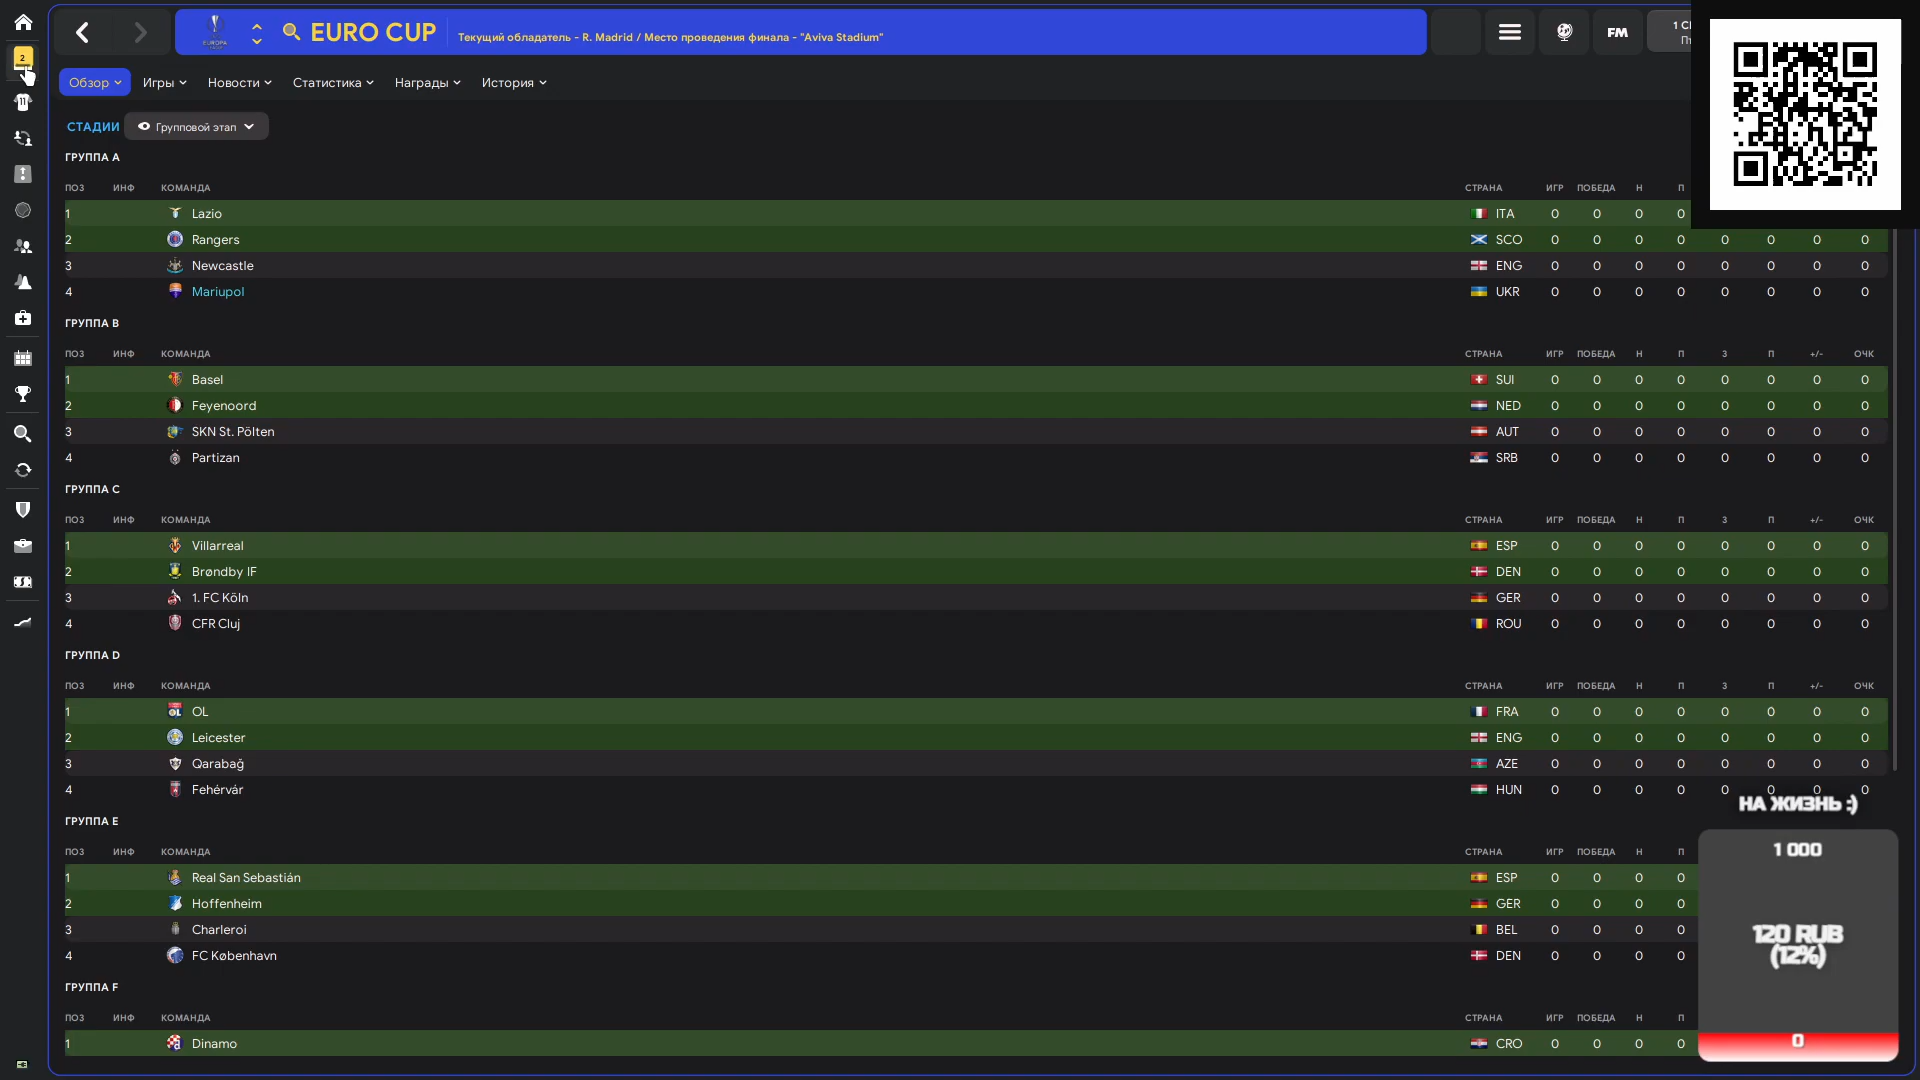 2
EUROPA
EURO CUP
Текущий обладатель - R. Madrid / Место проведения финала - "Aviva Stadium"
FM
Обзор Игры Новости Статистика Награды История
СТАДИИ Групповой этап
ГРУППА A
ПОЗ ИНФ КОМАНДА СТРАНА ИГР ПОБЕДА Н П
1 Lazio ITA 0 0 0 0
2 Rangers SCO 0 0 0 0 0 0 0 0
3 Newcastle ENG 0 0 0 0 0 0 0 0
4 Mariupol UKR 0 0 0 0 0 0 0 0
ГРУППА B
ПОЗ ИНФ КОМАНДА СТРАНА ИГР ПОБЕДА Н П З П +/- ОЧК
1 Basel SUI 0 0 0 0 0 0 0 0
2 Feyenoord NED 0 0 0 0 0 0 0 0
3 SKN St. Pölten AUT 0 0 0 0 0 0 0 0
4 Partizan SRB 0 0 0 0 0 0 0 0
ГРУППА C
ПОЗ ИНФ КОМАНДА СТРАНА ИГР ПОБЕДА Н П З П +/- ОЧК
1 Villarreal ESP 0 0 0 0 0 0 0 0
2 Brøndby IF DEN 0 0 0 0 0 0 0 0
3 1. FC Köln GER 0 0 0 0 0 0 0 0
4 CFR Cluj ROU 0 0 0 0 0 0 0 0
ГРУППА D
ПОЗ ИНФ КОМАНДА СТРАНА ИГР ПОБЕДА Н П З П +/- ОЧК
1 OL FRA 0 0 0 0 0 0 0 0
2 Leicester ENG 0 0 0 0 0 0 0 0
3 Qarabağ AZE 0 0 0 0 0 0 0 0
4 Fehérvár HUN 0 0 0 0 0 0 0 0
НА ЖИЗНЬ :)
ГРУППА E
ПОЗ ИНФ КОМАНДА СТРАНА ИГР ПОБЕДА Н П
1 000
1 Real San Sebastián ESP 0 0 0 0
2 Hoffenheim GER 0 0 0 0
3 Charleroi BEL 0 0 0 0
120 RUB
(12%)
4 FC København DEN 0 0 0 0
ГРУППА F
ПОЗ ИНФ КОМАНДА СТРАНА ИГР ПОБЕДА Н П
1 Dinamo CRO 0 0 0 0
0